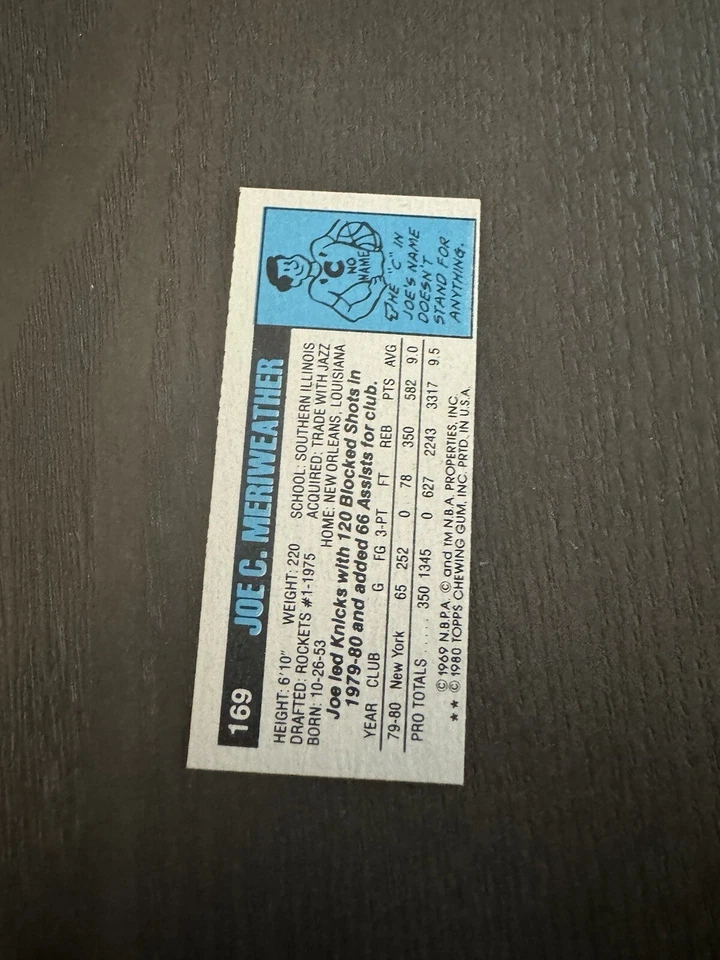 169 JOE C. MERIWEATHER
HEIGHT: 6'10" WEIGHT: 220 SCHOOL: SOUTHERN ILLINOIS
DRAFTED: ROCKETS #1-1975 ACQUIRED: TRADE WITH JAZZ
BORN: 10-26-53 HOME: NEW ORLEANS, LOUISIANA
Joe led Knicks with 120 Blocked Shots in
1979-80 and added 66 Assists for club.
YEAR CLUB G FG 3-PT FT REB PTS AVG
79-80 New York 65 252 0 78 350 582 9.0
PRO TOTALS ..... 350 1345 0 627 2243 3317 9.5
© 1969 N.B.P.A. © and TM N.B.A. PROPERTIES, INC.
** © 1980 TOPPS CHEWING GUM, INC. PRTD. IN U.S.A.
"C"
NO
NAME
THE "C" IN
JOE'S NAME
DOESN'T
STAND FOR
ANYTHING.